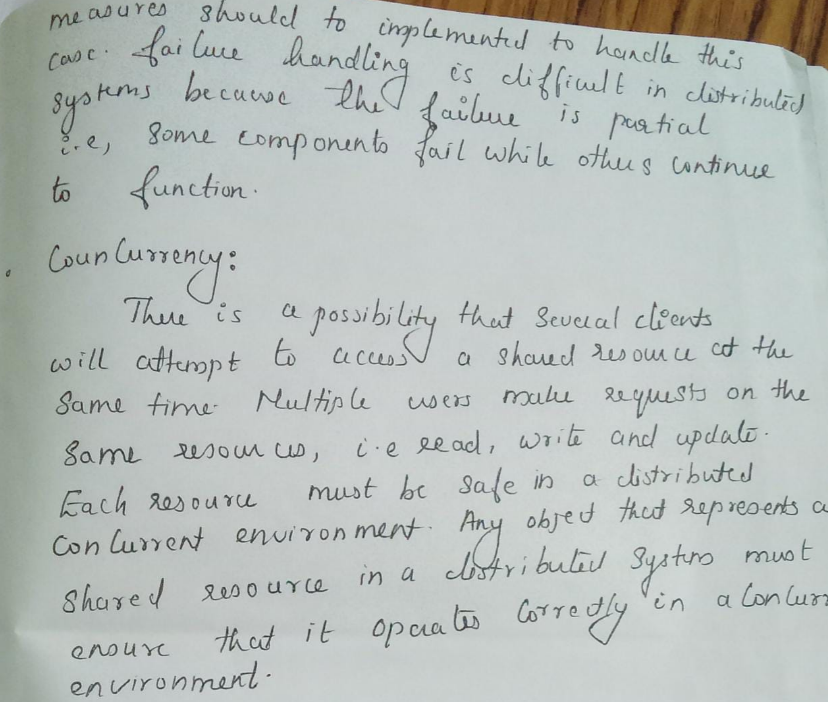 measures should to implemented to handle this
case. failure handling is difficult in distributed
systems because the failure is partial
i.e, some components fail while others continue
to function.
• CounCurrency:
There is a possibility that several clients
will attempt to access a shared resource at the
same time. Multiple users make requests on the
same resources, i.e read, write and update.
Each resource must be safe in a distributed
concurrent environment. Any object that represents a
shared resource in a distributed system must
ensure that it operates correctly in a concurr
environment.